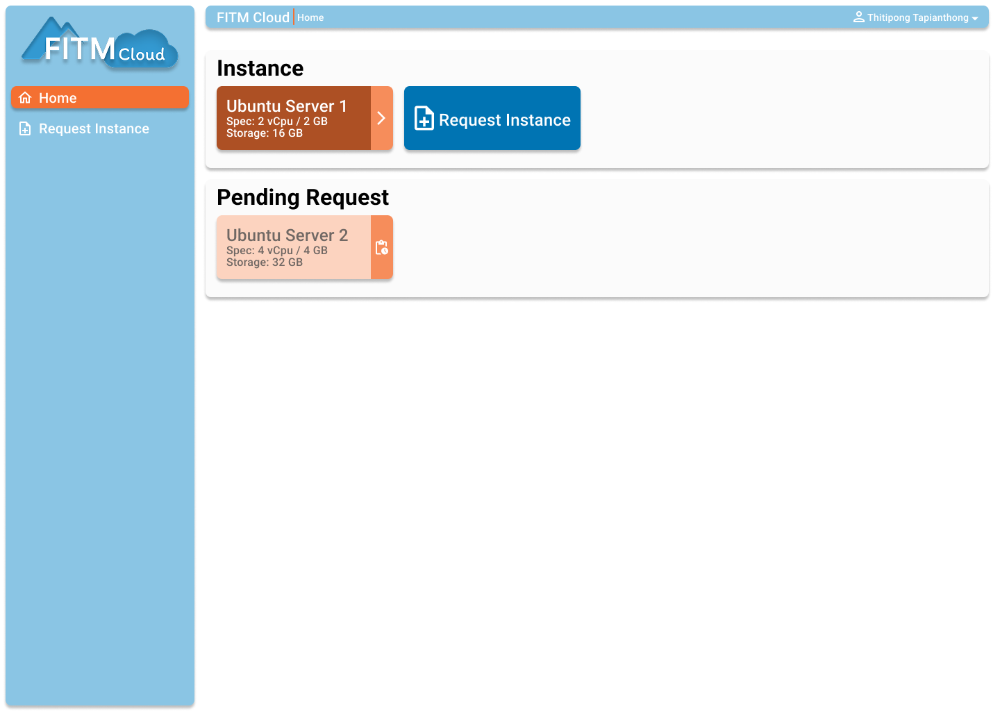 FITM Cloud
Home
Request Instance
FITM Cloud Home
Thitipong Tapianthong
Instance
Ubuntu Server 1
Spec: 2 vCpu / 2 GB
Storage: 16 GB
Request Instance
Pending Request
Ubuntu Server 2
Spec: 4 vCpu / 4 GB
Storage: 32 GB